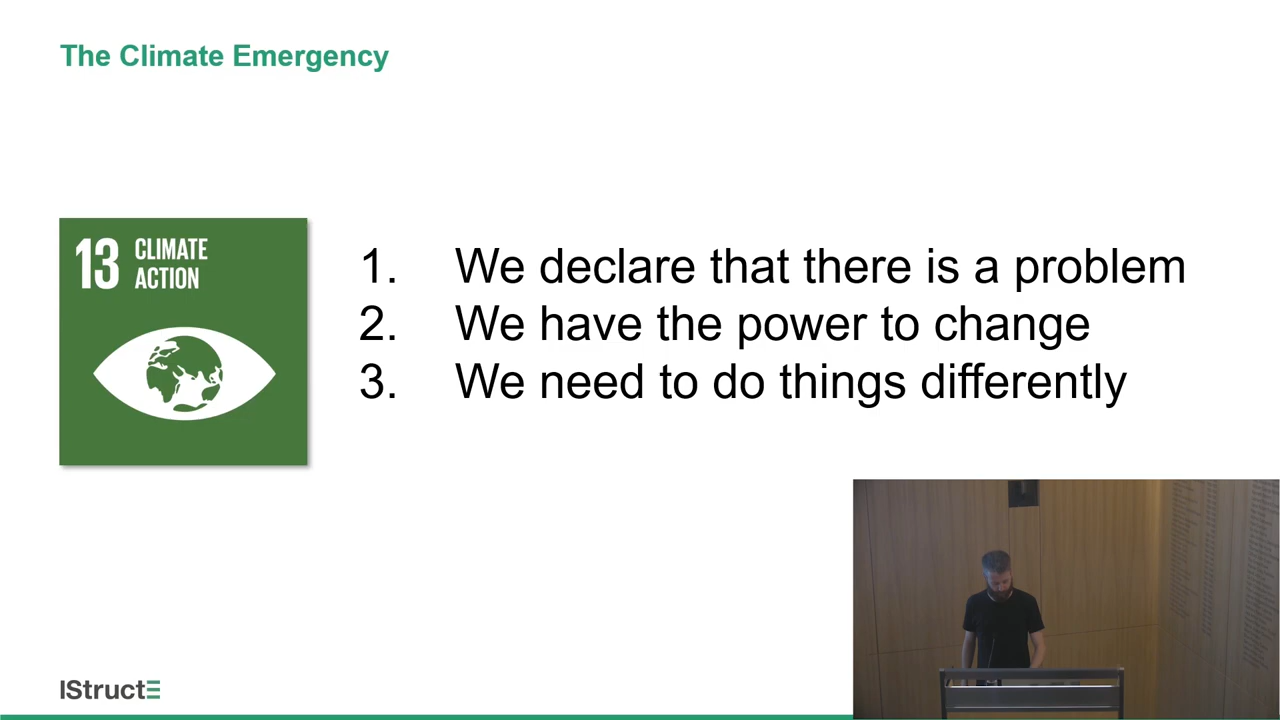 The Climate Emergency
13 CLIMATE
ACTION
1. We declare that there is a problem
2. We have the power to change
3. We need to do things differently
IStructE